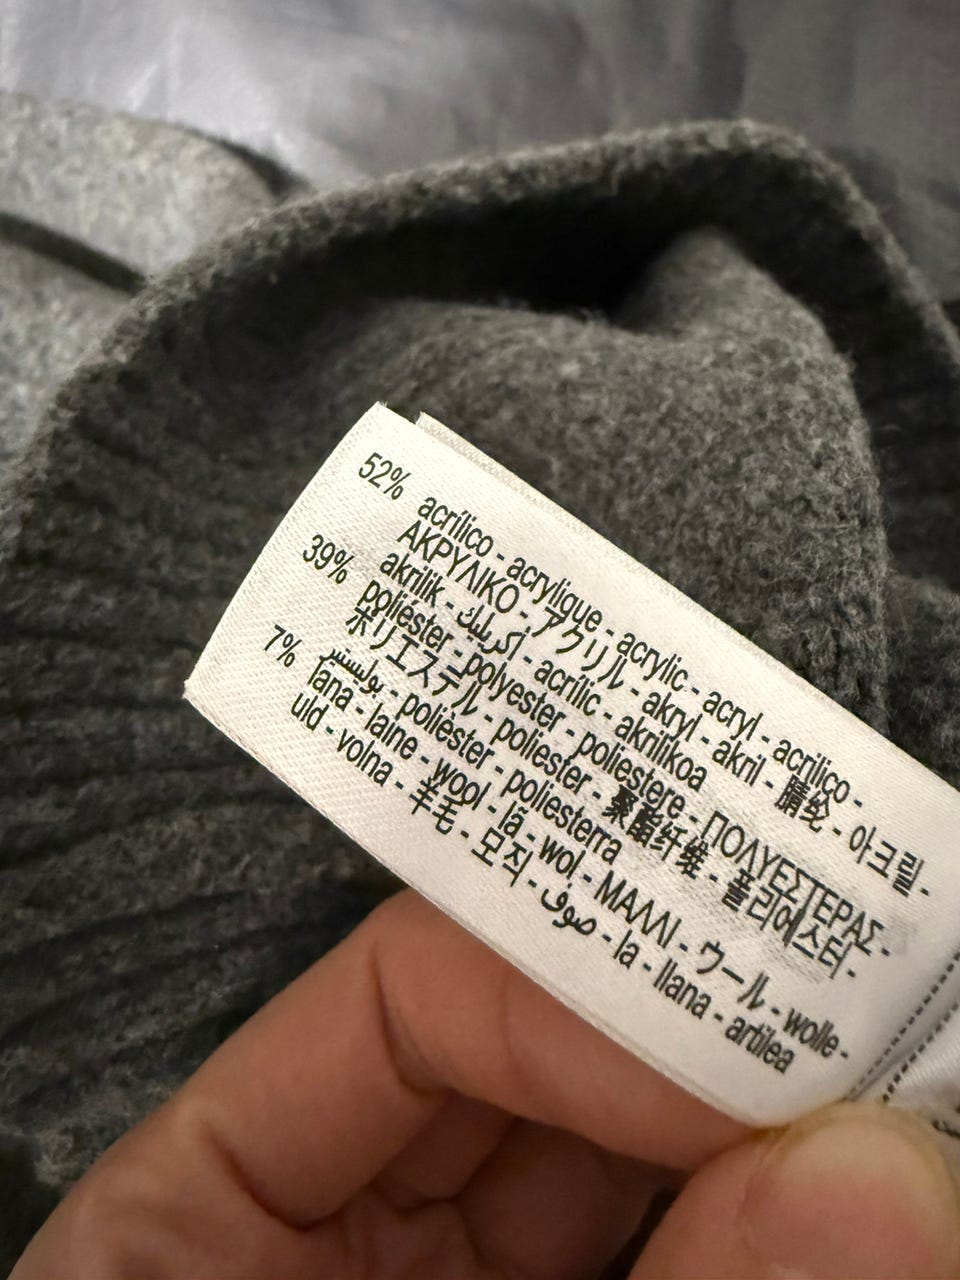 52% acrílico - acrylique - acrylic - acryl - acrilico -
ΑΚΡΥΛΙΚΟ - アクリル - akryl - akril - 腈纶 - 아크릴 -
akrilik - أكريليك - acrílic - akrilikoa
39% poliéster - polyester - poliestere - ΠΟΛΥΕΣΤΕΡΑΣ -
ポリエステル - poliester - 聚酯纤维 - 폴리에스터 -
بوليستر - polièster - poliesterra
7% lana - laine - wool - lã - wol - ΜΑΛΛΙ - ウール - wolle -
uld - volna - 羊毛 - 모직 - صوف - la - llana - artilea